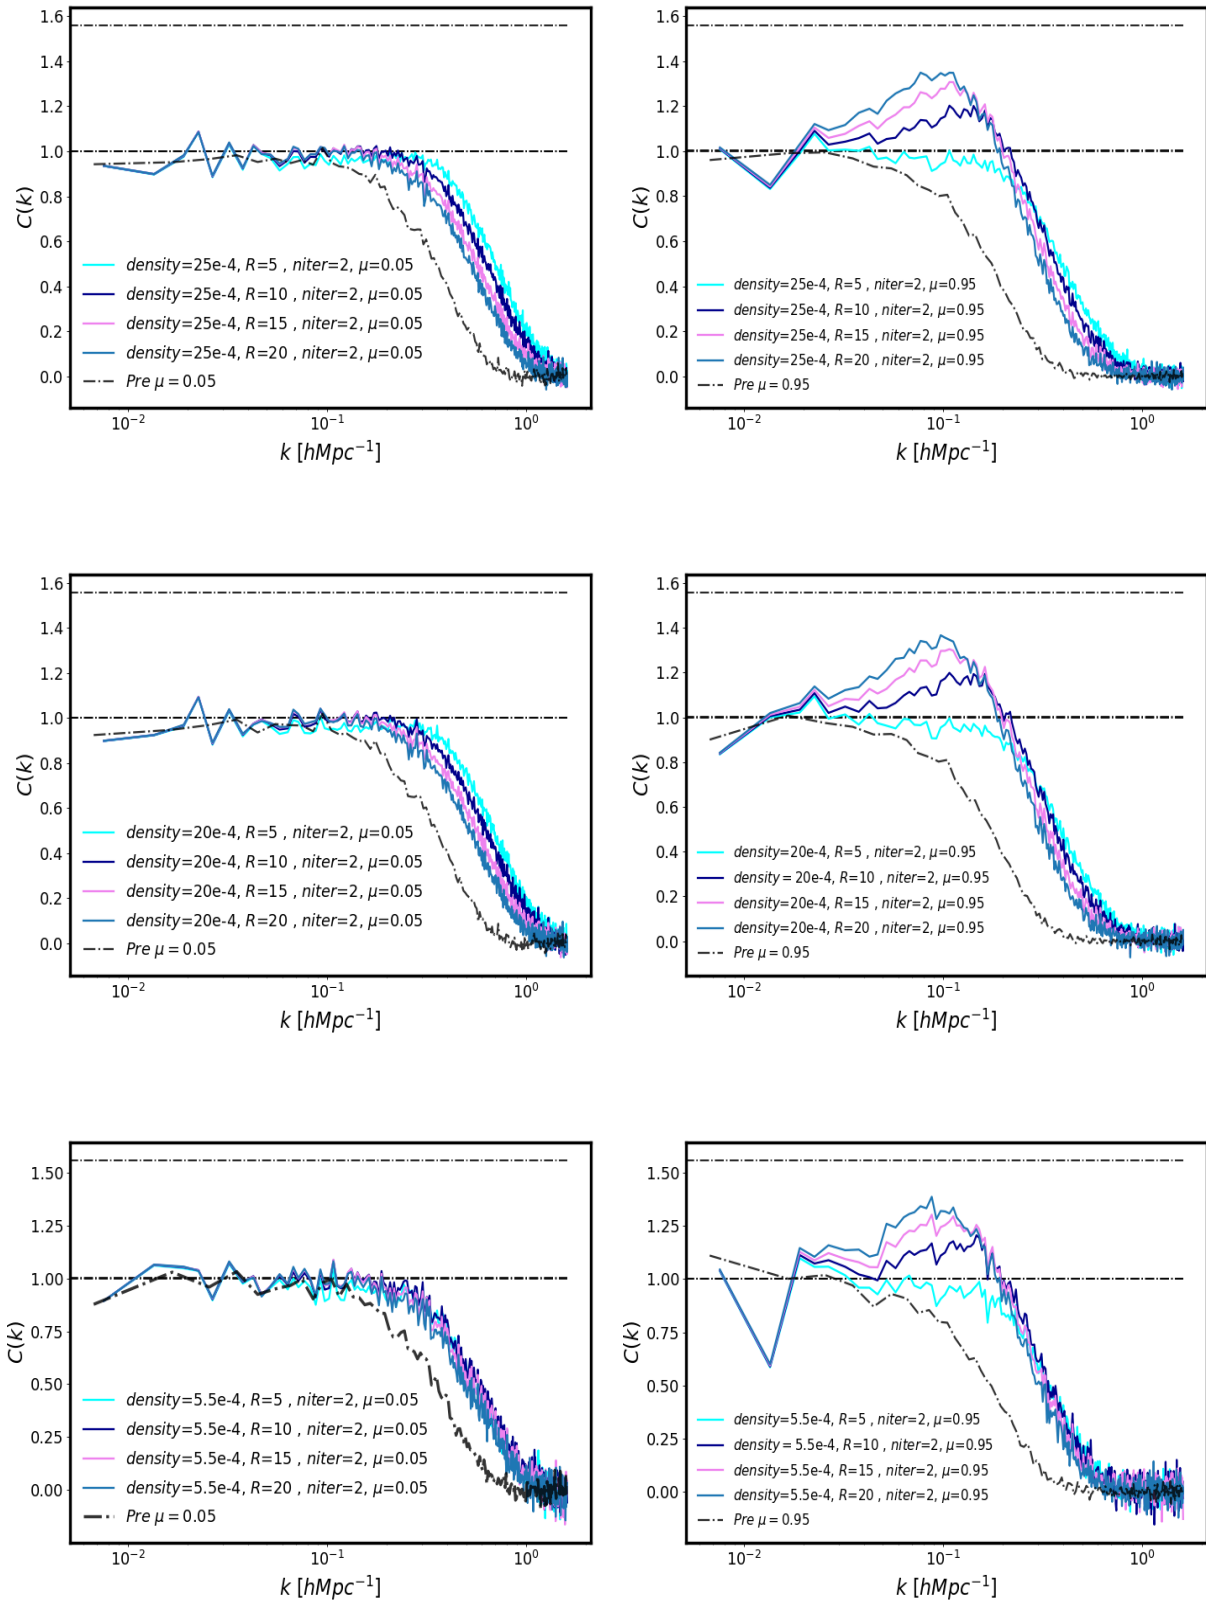 1.6
1.4
1.2
1.0
0.8
0.6
0.4
0.2
0.0
C(k)
density=25e-4, R=5 , niter=2, μ=0.05
density=25e-4, R=10 , niter=2, μ=0.05
density=25e-4, R=15 , niter=2, μ=0.05
density=25e-4, R=20 , niter=2, μ=0.05
Pre μ = 0.05
10⁻² 10⁻¹ 10⁰
k [hMpc⁻¹]
1.6
1.4
1.2
1.0
0.8
0.6
0.4
0.2
0.0
C(k)
density=25e-4, R=5 , niter=2, μ=0.95
density=25e-4, R=10 , niter=2, μ=0.95
density=25e-4, R=15 , niter=2, μ=0.95
density=25e-4, R=20 , niter=2, μ=0.95
Pre μ = 0.95
10⁻² 10⁻¹ 10⁰
k [hMpc⁻¹]
1.6
1.4
1.2
1.0
0.8
0.6
0.4
0.2
0.0
C(k)
density=20e-4, R=5 , niter=2, μ=0.05
density=20e-4, R=10 , niter=2, μ=0.05
density=20e-4, R=15 , niter=2, μ=0.05
density=20e-4, R=20 , niter=2, μ=0.05
Pre μ = 0.05
10⁻² 10⁻¹ 10⁰
k [hMpc⁻¹]
1.6
1.4
1.2
1.0
0.8
0.6
0.4
0.2
0.0
C(k)
density=20e-4, R=5 , niter=2, μ=0.95
density = 20e-4, R=10 , niter=2, μ=0.95
density=20e-4, R=15 , niter=2, μ=0.95
density=20e-4, R=20 , niter=2, μ=0.95
Pre μ = 0.95
10⁻² 10⁻¹ 10⁰
k [hMpc⁻¹]
1.50
1.25
1.00
0.75
0.50
0.25
0.00
C(k)
density=5.5e-4, R=5 , niter=2, μ=0.05
density=5.5e-4, R=10 , niter=2, μ=0.05
density=5.5e-4, R=15 , niter=2, μ=0.05
density=5.5e-4, R=20 , niter=2, μ=0.05
Pre μ = 0.05
10⁻² 10⁻¹ 10⁰
k [hMpc⁻¹]
1.50
1.25
1.00
0.75
0.50
0.25
0.00
C(k)
density=5.5e-4, R=5 , niter=2, μ=0.95
density = 5.5e-4, R=10 , niter=2, μ=0.95
density=5.5e-4, R=15 , niter=2, μ=0.95
density=5.5e-4, R=20 , niter=2, μ=0.95
Pre μ = 0.95
10⁻² 10⁻¹ 10⁰
k [hMpc⁻¹]